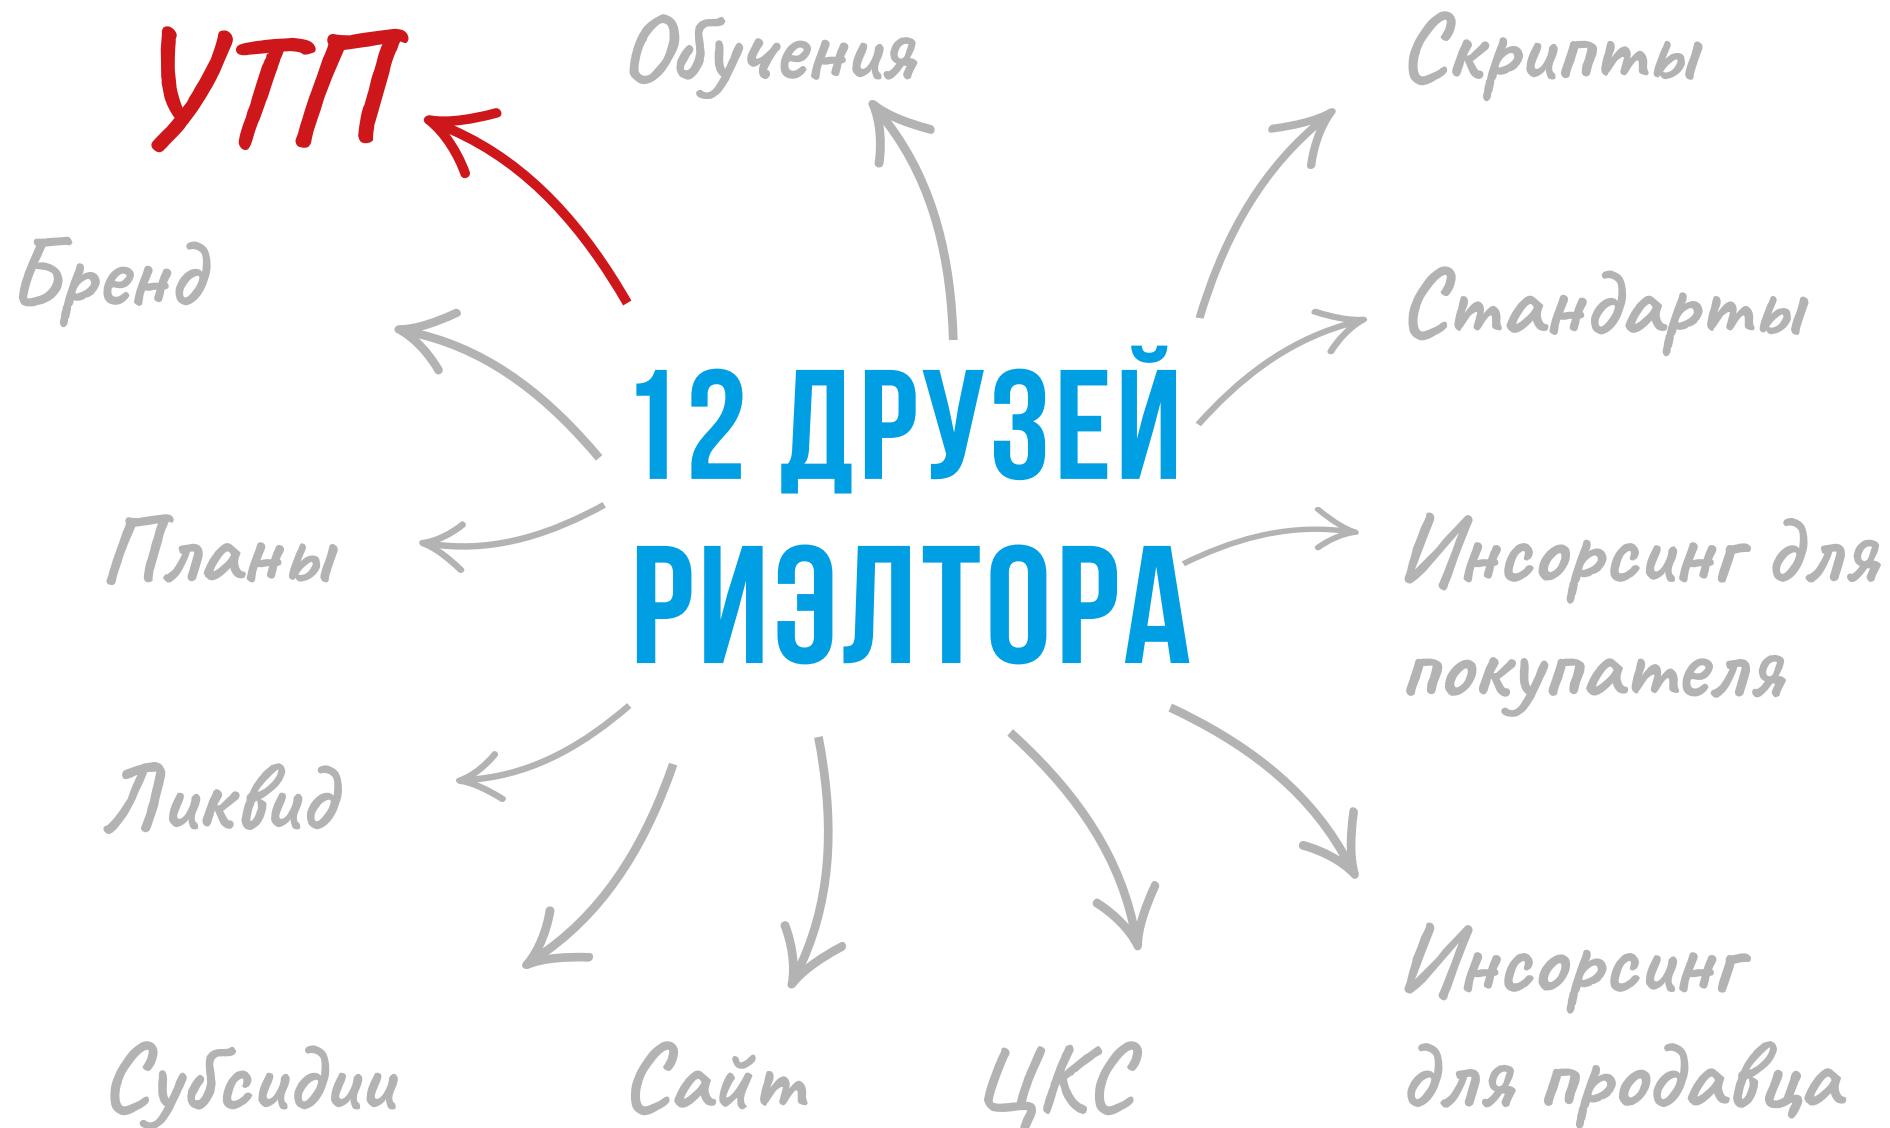 УТП
Обучения
Скрипты
Бренд
Стандарты
12 ДРУЗЕЙ
РИЭЛТОРА
Планы
Инсорсинг для
покупателя
Ликвид
Инсорсинг
для продавца
Субсидии
Сайт
ЦКС